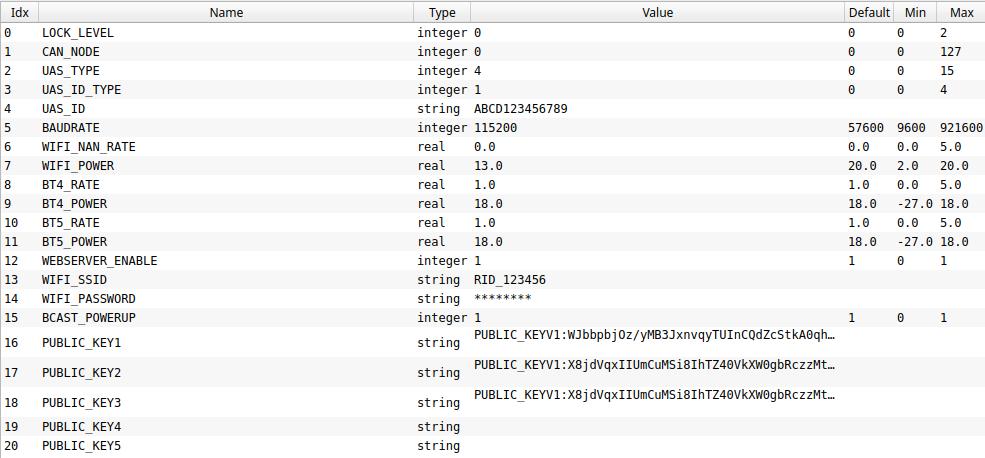 Idx Name Type Value Default Min Max
0 LOCK_LEVEL integer 0 0 0 2
1 CAN_NODE integer 0 0 0 127
2 UAS_TYPE integer 4 0 0 15
3 UAS_ID_TYPE integer 1 0 0 4
4 UAS_ID string ABCD123456789
5 BAUDRATE integer 115200 57600 9600 921600
6 WIFI_NAN_RATE real 0.0 0.0 0.0 5.0
7 WIFI_POWER real 13.0 20.0 2.0 20.0
8 BT4_RATE real 1.0 1.0 0.0 5.0
9 BT4_POWER real 18.0 18.0 -27.0 18.0
10 BT5_RATE real 1.0 1.0 0.0 5.0
11 BT5_POWER real 18.0 18.0 -27.0 18.0
12 WEBSERVER_ENABLE integer 1 1 0 1
13 WIFI_SSID string RID_123456
14 WIFI_PASSWORD string ********
15 BCAST_POWERUP integer 1 1 0 1
16 PUBLIC_KEY1 string PUBLIC_KEYV1:WJbbpbjOz/yMB3JxnvqyTUInCQdZcStkA0qh…
17 PUBLIC_KEY2 string PUBLIC_KEYV1:X8jdVqxIIUmCuMSi8IhTZ40VkXW0gbRczzMt…
18 PUBLIC_KEY3 string PUBLIC_KEYV1:X8jdVqxIIUmCuMSi8IhTZ40VkXW0gbRczzMt…
19 PUBLIC_KEY4 string
20 PUBLIC_KEY5 string